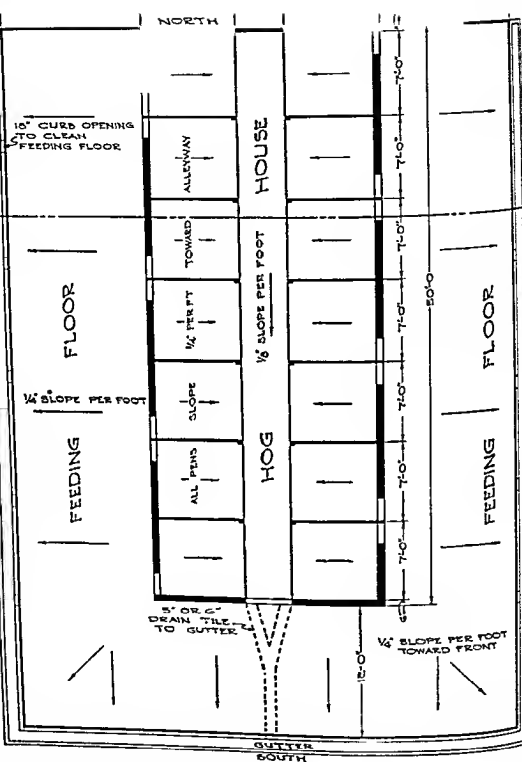 NORTH
18" CURB OPENING
TO CLEAN
FEEDING FLOOR
ALLEYWAY
TOWARD
1/4" PER FT
SLOPE
ALL PENS
HOUSE
1/8" SLOPE PER FOOT
HOG
7'-0"
7'-0"
7'-0"
7'-0"
7'-0"
7'-0"
7'-0"
50'-0
FLOOR
1/4" SLOPE PER FOOT
FEEDING
FLOOR
FEEDING
5" OR 6"
DRAIN TILE
TO GUTTER
1/4" SLOPE PER FOOT
TOWARD FRONT
GUTTER
SOUTH